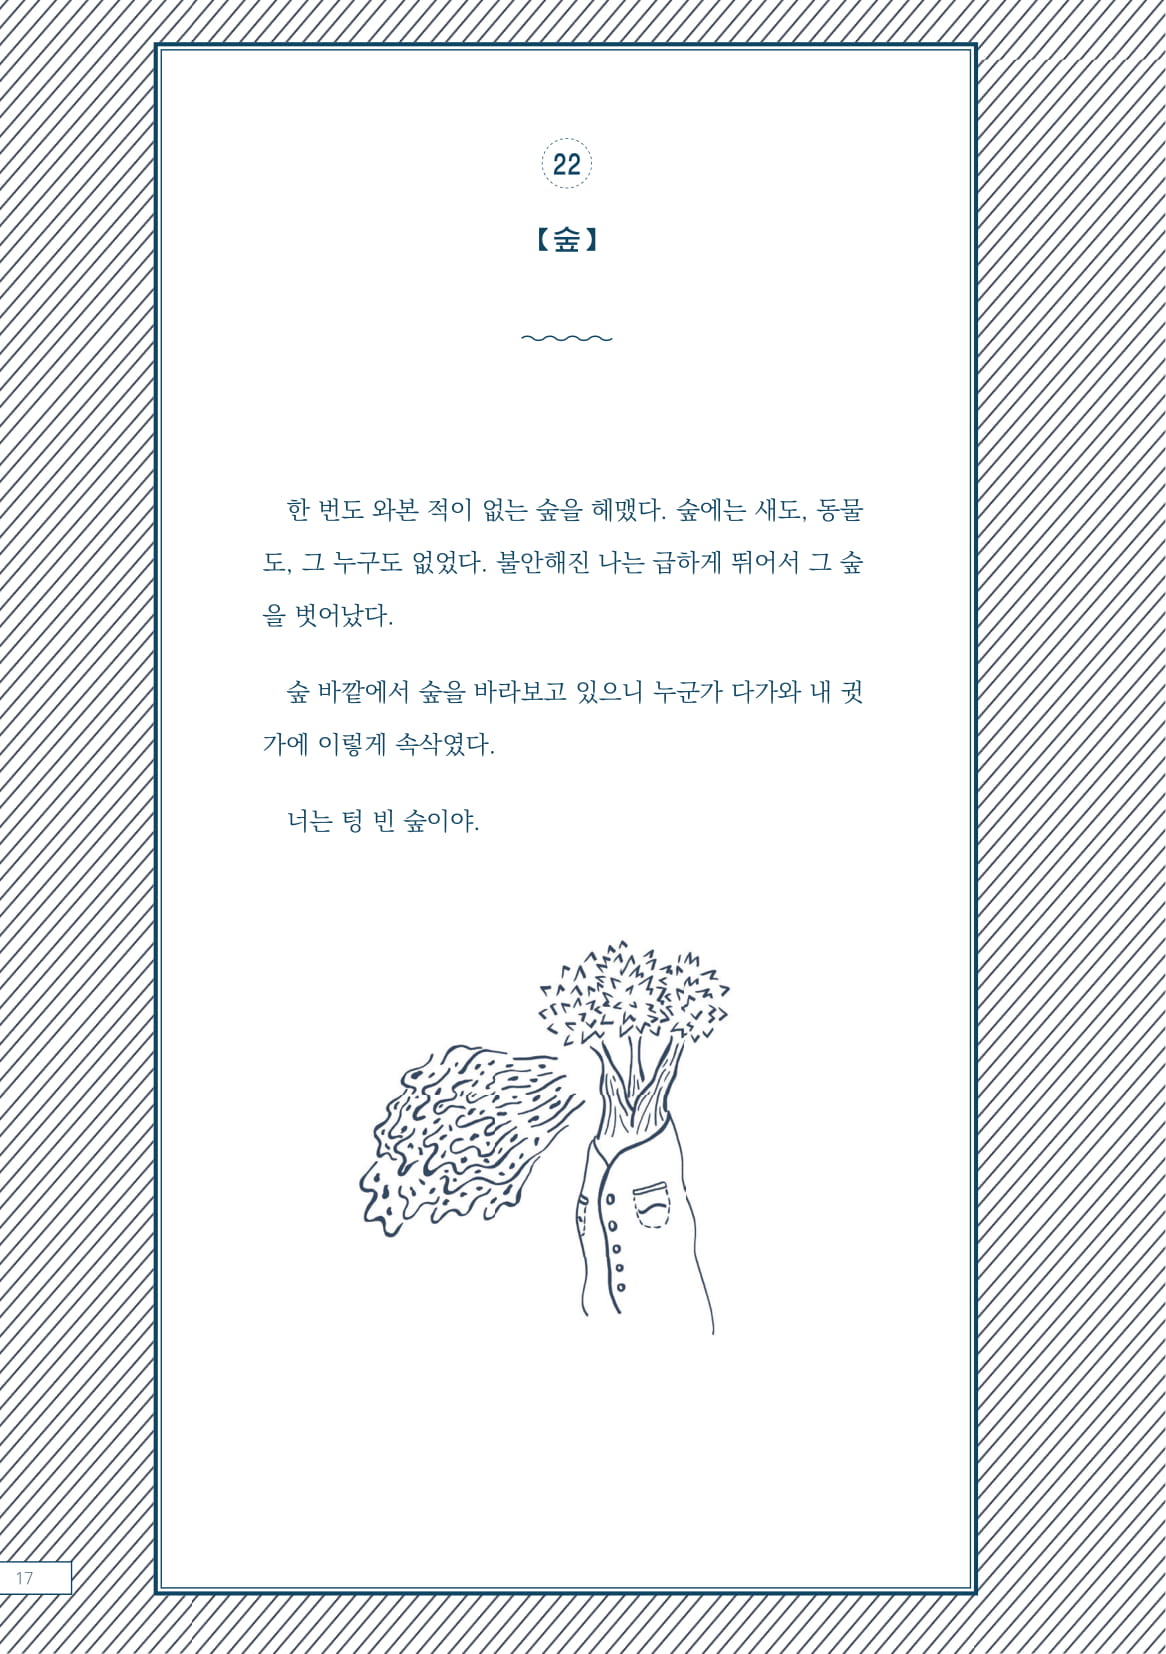 22
【숲】
한 번도 와본 적이 없는 숲을 헤맸다. 숲에는 새도, 동물
도, 그 누구도 없었다. 불안해진 나는 급하게 뛰어서 그 숲
을 벗어났다.
숲 바깥에서 숲을 바라보고 있으니 누군가 다가와 내 귓
가에 이렇게 속삭였다.
너는 텅 빈 숲이야.
17